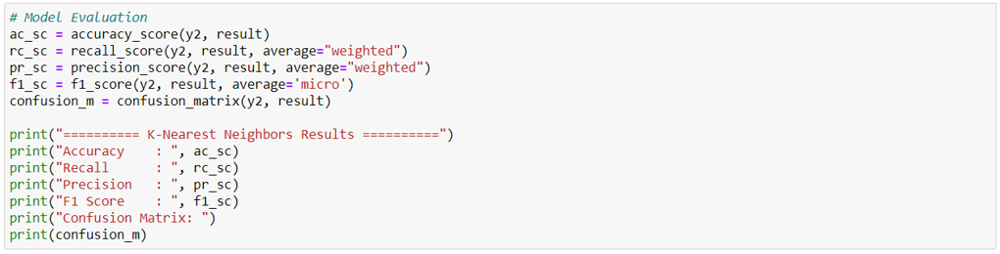 # Model Evaluation
ac_sc = accuracy_score(y2, result)
rc_sc = recall_score(y2, result, average="weighted")
pr_sc = precision_score(y2, result, average="weighted")
f1_sc = f1_score(y2, result, average='micro')
confusion_m = confusion_matrix(y2, result)

print("========== K-Nearest Neighbors Results ==========")
print("Accuracy    : ", ac_sc)
print("Recall      : ", rc_sc)
print("Precision   : ", pr_sc)
print("F1 Score    : ", f1_sc)
print("Confusion Matrix: ")
print(confusion_m)